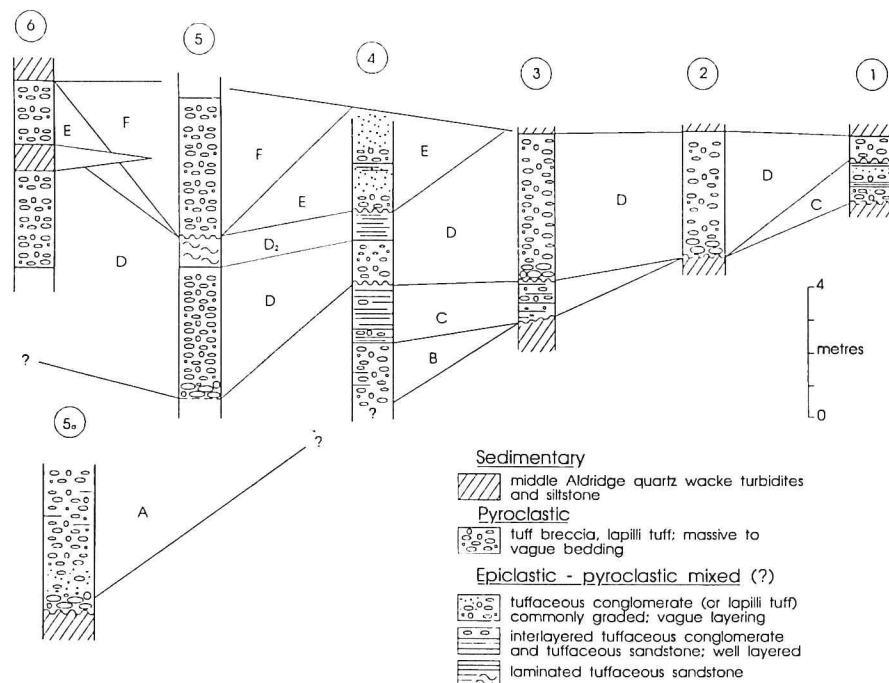 6
5
4
3
2
1
E
F
F
E
E
D
D
D
C
D₂
D
D
C
B
?
?
4
metres
0
5a
?
A
Sedimentary
middle Aldridge quartz wacke turbidites
and siltstone
Pyroclastic
tuff breccia, lapilli tuff; massive to
vague bedding
Epiclastic - pyroclastic mixed (?)
tuffaceous conglomerate (or lapilli tuff)
commonly graded; vague layering
interlayered tuffaceous conglomerate
and tuffaceous sandstone; well layered
laminated tuffaceous sandstone